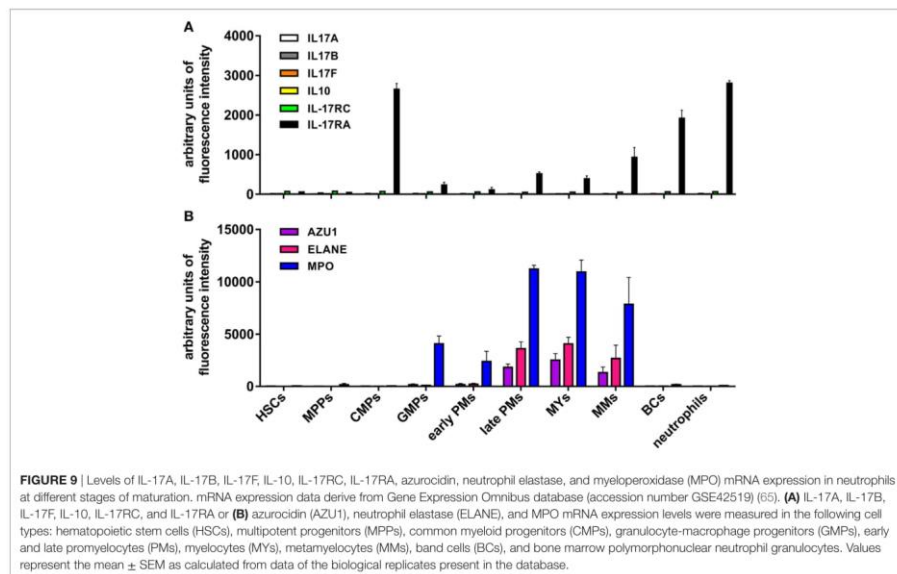 A
arbitrary units of
fluorescence intensity
4000
3000
2000
1000
0
IL17A
IL17B
IL17F
IL10
IL-17RC
IL-17RA
B
arbitrary units of
fluorescence intensity
15000
10000
5000
0
AZU1
ELANE
MPO
HSCs
MPPs
CMPs
GMPs
early PMs
late PMs
MYs
MMs
BCs
neutrophils
FIGURE 9 | Levels of IL-17A, IL-17B, IL-17F, IL-10, IL-17RC, IL-17RA, azurocidin, neutrophil elastase, and myeloperoxidase (MPO) mRNA expression in neutrophils
at different stages of maturation. mRNA expression data derive from Gene Expression Omnibus database (accession number GSE42519) (65). (A) IL-17A, IL-17B,
IL-17F, IL-10, IL-17RC, and IL-17RA or (B) azurocidin (AZU1), neutrophil elastase (ELANE), and MPO mRNA expression levels were measured in the following cell
types: hematopoietic stem cells (HSCs), multipotent progenitors (MPPs), common myeloid progenitors (CMPs), granulocyte-macrophage progenitors (GMPs), early
and late promyelocytes (PMs), myelocytes (MYs), metamyelocytes (MMs), band cells (BCs), and bone marrow polymorphonuclear neutrophil granulocytes. Values
represent the mean ± SEM as calculated from data of the biological replicates present in the database.